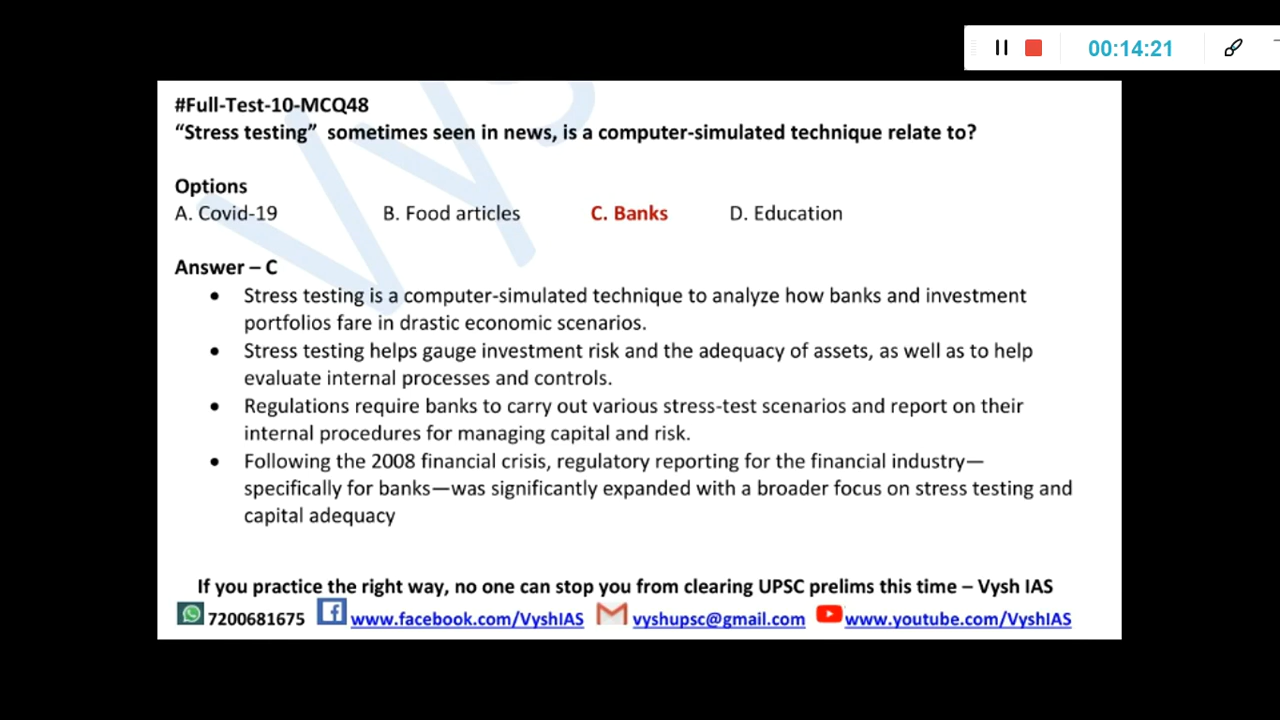 00:14:21
#Full-Test-10-MCQ48
“Stress testing” sometimes seen in news, is a computer-simulated technique relate to?
Options
A. Covid-19 B. Food articles C. Banks D. Education
Answer – C
• Stress testing is a computer-simulated technique to analyze how banks and investment
portfolios fare in drastic economic scenarios.
• Stress testing helps gauge investment risk and the adequacy of assets, as well as to help
evaluate internal processes and controls.
• Regulations require banks to carry out various stress-test scenarios and report on their
internal procedures for managing capital and risk.
• Following the 2008 financial crisis, regulatory reporting for the financial industry—
specifically for banks—was significantly expanded with a broader focus on stress testing and
capital adequacy
If you practice the right way, no one can stop you from clearing UPSC prelims this time – Vysh IAS
7200681675 www.facebook.com/VyshIAS vyshupsc@gmail.com www.youtube.com/VyshIAS
Vys